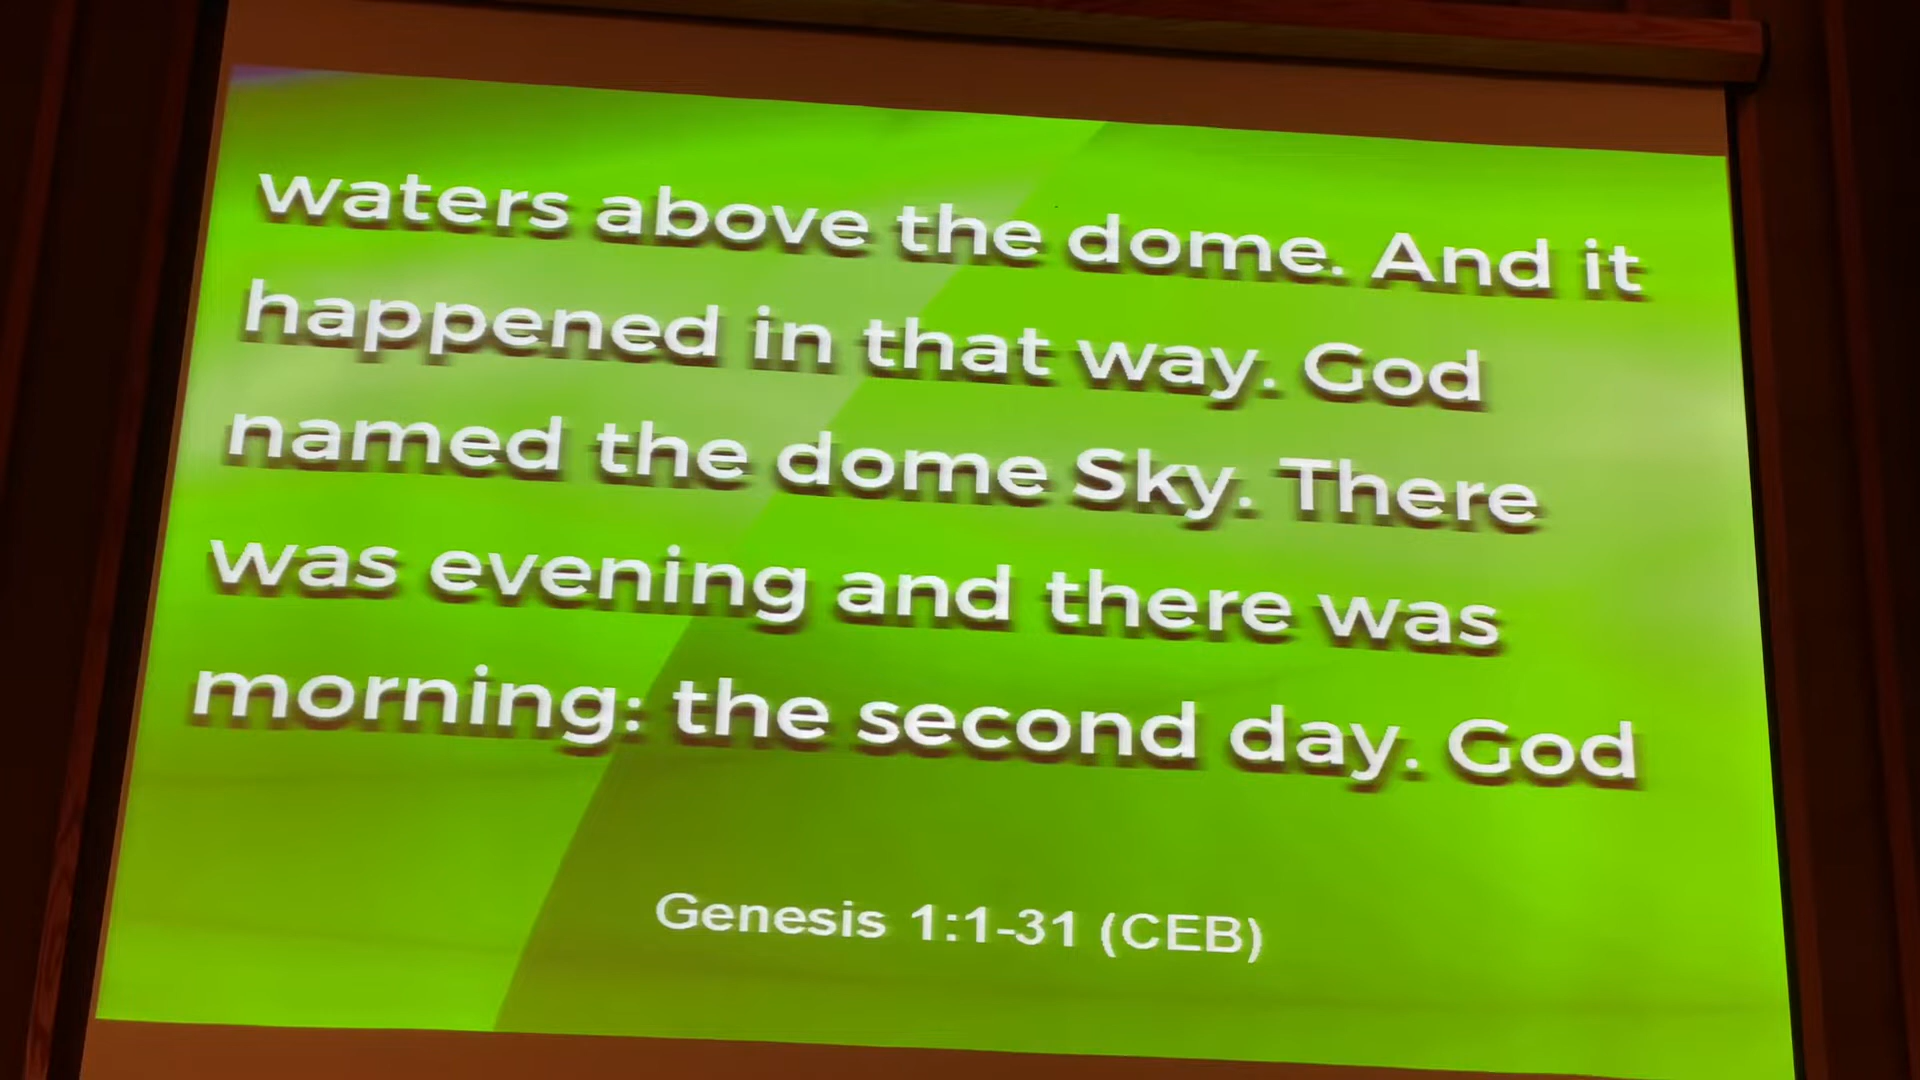 waters above the dome. And it
happened in that way. God
named the dome Sky. There
was evening and there was
morning: the second day. God
Genesis 1:1-31 (CEB)